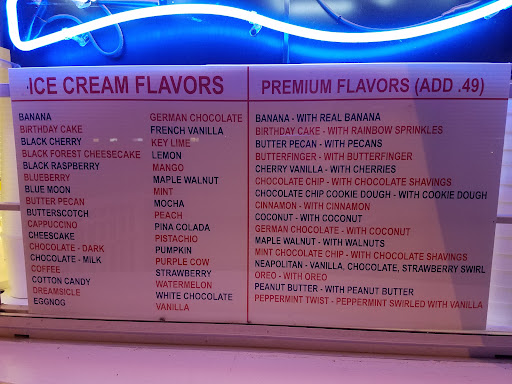 ICE CREAM FLAVORS
BANANA
BIRTHDAY CAKE
BLACK CHERRY
BLACK FOREST CHEESECAKE
BLACK RASPBERRY
BLUEBERRY
BLUE MOON
BUTTER PECAN
BUTTERSCOTCH
CAPPUCCINO
CHEESCAKE
CHOCOLATE - DARK
CHOCOLATE - MILK
COFFEE
COTTON CANDY
DREAMSICLE
EGGNOG
GERMAN CHOCOLATE
FRENCH VANILLA
KEY LIME
LEMON
MANGO
MAPLE WALNUT
MINT
MOCHA
PEACH
PINA COLADA
PISTACHIO
PUMPKIN
PURPLE COW
STRAWBERRY
WATERMELON
WHITE CHOCOLATE
VANILLA
PREMIUM FLAVORS (ADD .49)
BANANA - WITH REAL BANANA
BIRTHDAY CAKE - WITH RAINBOW SPRINKLES
BUTTER PECAN - WITH PECANS
BUTTERFINGER - WITH BUTTERFINGER
CHERRY VANILLA - WITH CHERRIES
CHOCOLATE CHIP - WITH CHOCOLATE SHAVINGS
CHOCOLATE CHIP COOKIE DOUGH - WITH COOKIE DOUGH
CINNAMON - WITH CINNAMON
COCONUT - WITH COCONUT
GERMAN CHOCOLATE - WITH COCONUT
MAPLE WALNUT - WITH WALNUTS
MINT CHOCOLATE CHIP - WITH CHOCOLATE SHAVINGS
NEAPOLITAN - VANILLA, CHOCOLATE, STRAWBERRY SWIRL
OREO - WITH OREO
PEANUT BUTTER - WITH PEANUT BUTTER
PEPPERMINT TWIST - PEPPERMINT SWIRLED WITH VANILLA